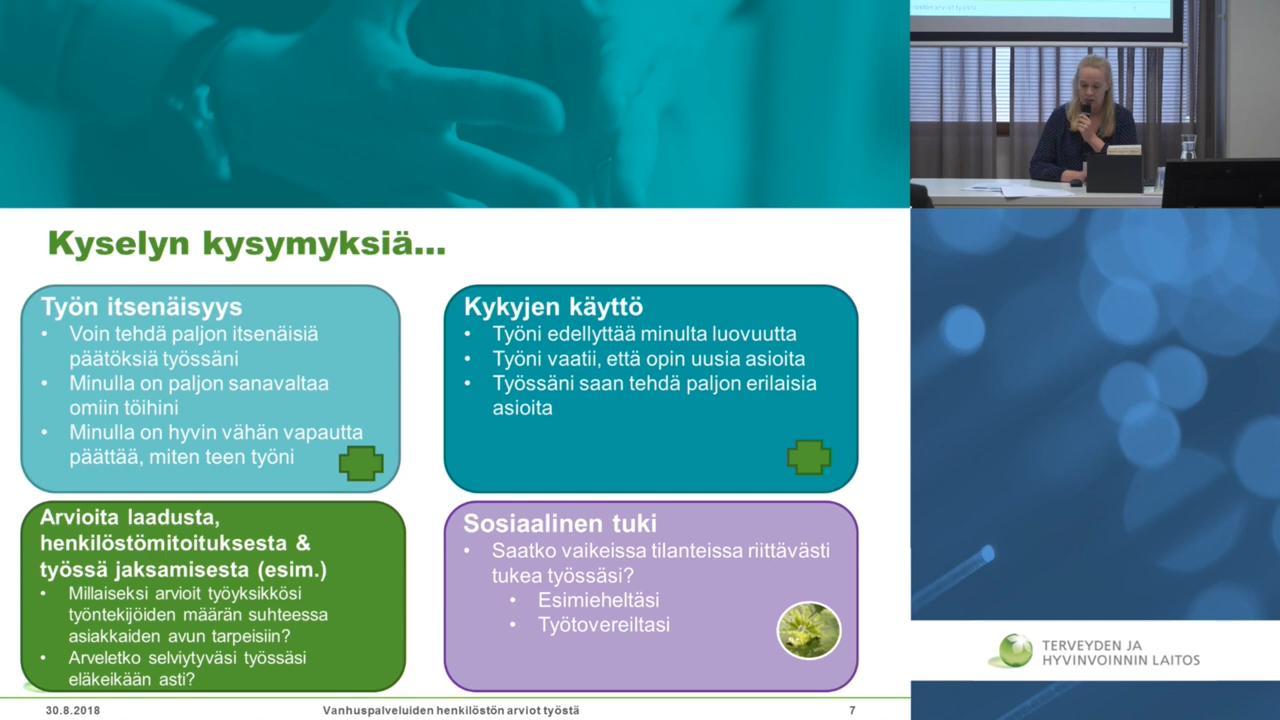 Kyselyn kysymyksiä...
Työn itsenäisyys
• Voin tehdä paljon itsenäisiä
päätöksiä työssäni
• Minulla on paljon sanavaltaa
omiin töihini
• Minulla on hyvin vähän vapautta
päättää, miten teen työni
Kykyjen käyttö
• Työni edellyttää minulta luovuutta
• Työni vaatii, että opin uusia asioita
• Työssäni saan tehdä paljon erilaisia
asioita
Arvioita laadusta,
henkilöstömitoituksesta &
työssä jaksamisesta (esim.)
• Millaiseksi arvioit työyksikkösi
työntekijöiden määrän suhteessa
asiakkaiden avun tarpeisiin?
• Arveletko selviytyväsi työssäsi
eläkeikään asti?
Sosiaalinen tuki
• Saatko vaikeissa tilanteissa riittävästi
tukea työssäsi?
• Esimieheltäsi
• Työtovereiltasi
30.8.2018
Vanhuspalveluiden henkilöstön arviot työstä
7
TERVEYDEN JA
HYVINVOINNIN LAITOS